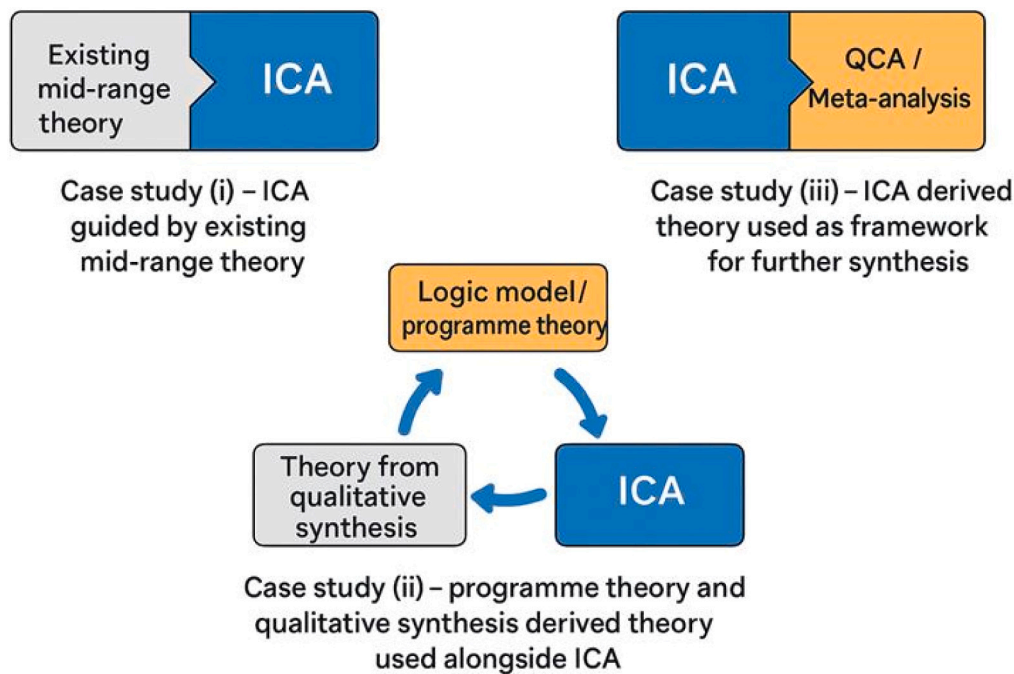 Existing
mid-range
theory
ICA
Case study (i) – ICA
guided by existing
mid-range theory
ICA
QCA /
Meta-analysis
Case study (iii) – ICA derived
theory used as framework
for further synthesis
Logic model/
programme theory
Theory from
qualitative
synthesis
ICA
Case study (ii) – programme theory and
qualitative synthesis derived theory
used alongside ICA